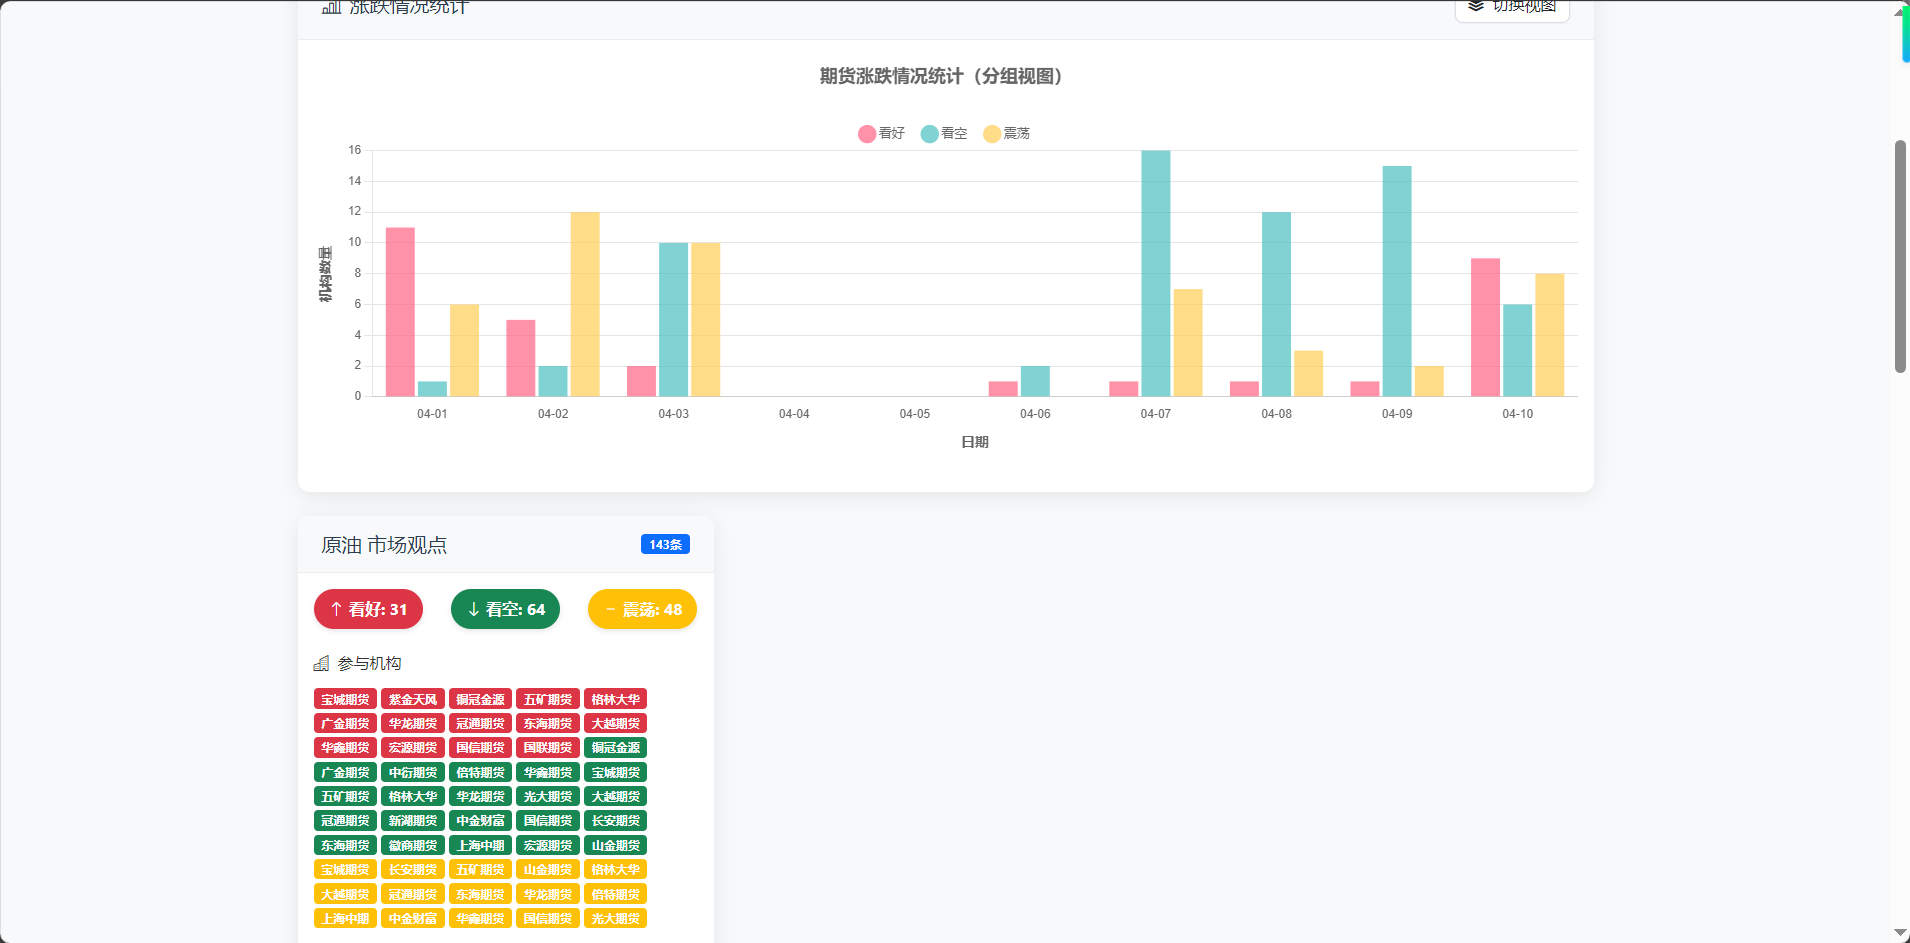 涨跌情况统计
切换视图
期货涨跌情况统计（分组视图）
看好 看空 震荡
16
14
12
10
8
6
4
2
0
机构数量
04-01 04-02 04-03 04-04 04-05 04-06 04-07 04-08 04-09 04-10
日期
原油 市场观点 143条
↑ 看好: 31 ↓ 看空: 64 − 震荡: 48
参与机构
宝城期货 紫金天风 铜冠金源 五矿期货 格林大华
广金期货 华龙期货 冠通期货 东海期货 大越期货
华鑫期货 宏源期货 国信期货 国联期货 铜冠金源
广金期货 中衍期货 倍特期货 华鑫期货 宝城期货
五矿期货 格林大华 华龙期货 光大期货 大越期货
冠通期货 新湖期货 中金财富 国信期货 长安期货
东海期货 徽商期货 上海中期 宏源期货 山金期货
宝城期货 长安期货 五矿期货 山金期货 格林大华
大越期货 冠通期货 东海期货 华龙期货 倍特期货
上海中期 中金财富 华鑫期货 国信期货 光大期货